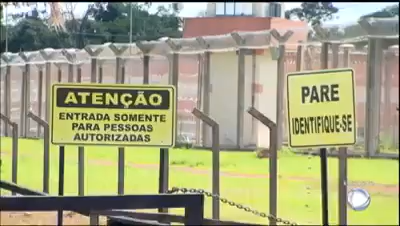 ATENÇÃO
ENTRADA SOMENTE
PARA PESSOAS
AUTORIZADAS
PARE
IDENTIFIQUE-SE